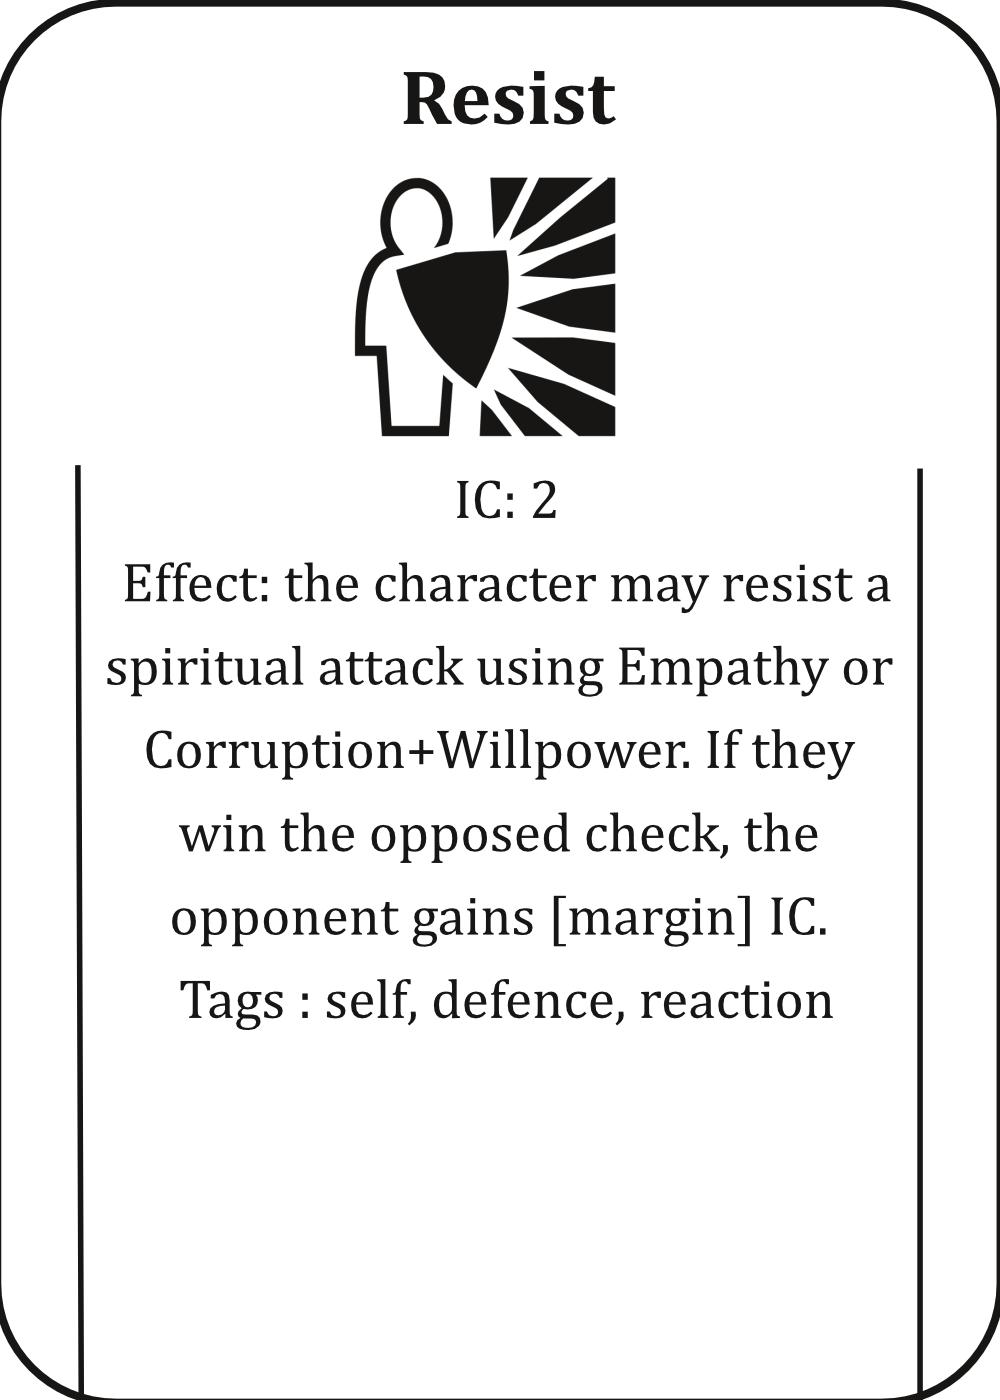 Resist
IC: 2
Effect: the character may resist a
spiritual attack using Empathy or
Corruption+Willpower. If they
win the opposed check, the
opponent gains [margin] IC.
Tags : self, defence, reaction